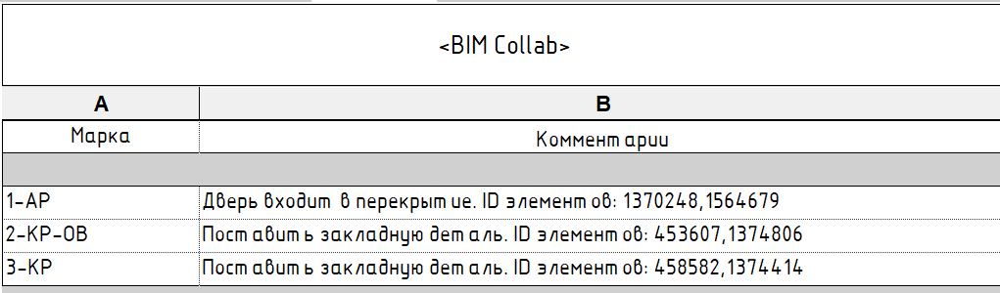 <BIM Collab>
A B
Марка Комментарии
1-АР Дверь входит в перекрытие. ID элементов: 1370248,1564679
2-КР-ОВ Поставить закладную деталь. ID элементов: 453607,1374806
3-КР Поставить закладную деталь. ID элементов: 458582,1374414